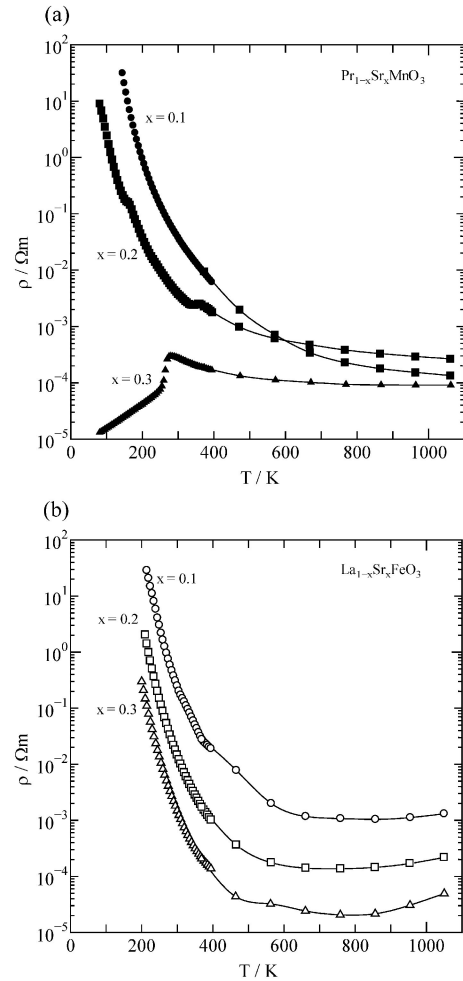 (a)
10²
Pr₁₋ₓSrₓMnO₃
10¹
x = 0.1
10⁰
10⁻¹
x = 0.2
10⁻²
10⁻³
x = 0.3
10⁻⁴
10⁻⁵
ρ / Ωm
0 200 400 600 800 1000
T / K
(b)
10²
La₁₋ₓSrₓFeO₃
10¹
x = 0.1
x = 0.2
10⁰
x = 0.3
10⁻¹
10⁻²
10⁻³
10⁻⁴
10⁻⁵
ρ / Ωm
0 200 400 600 800 1000
T / K